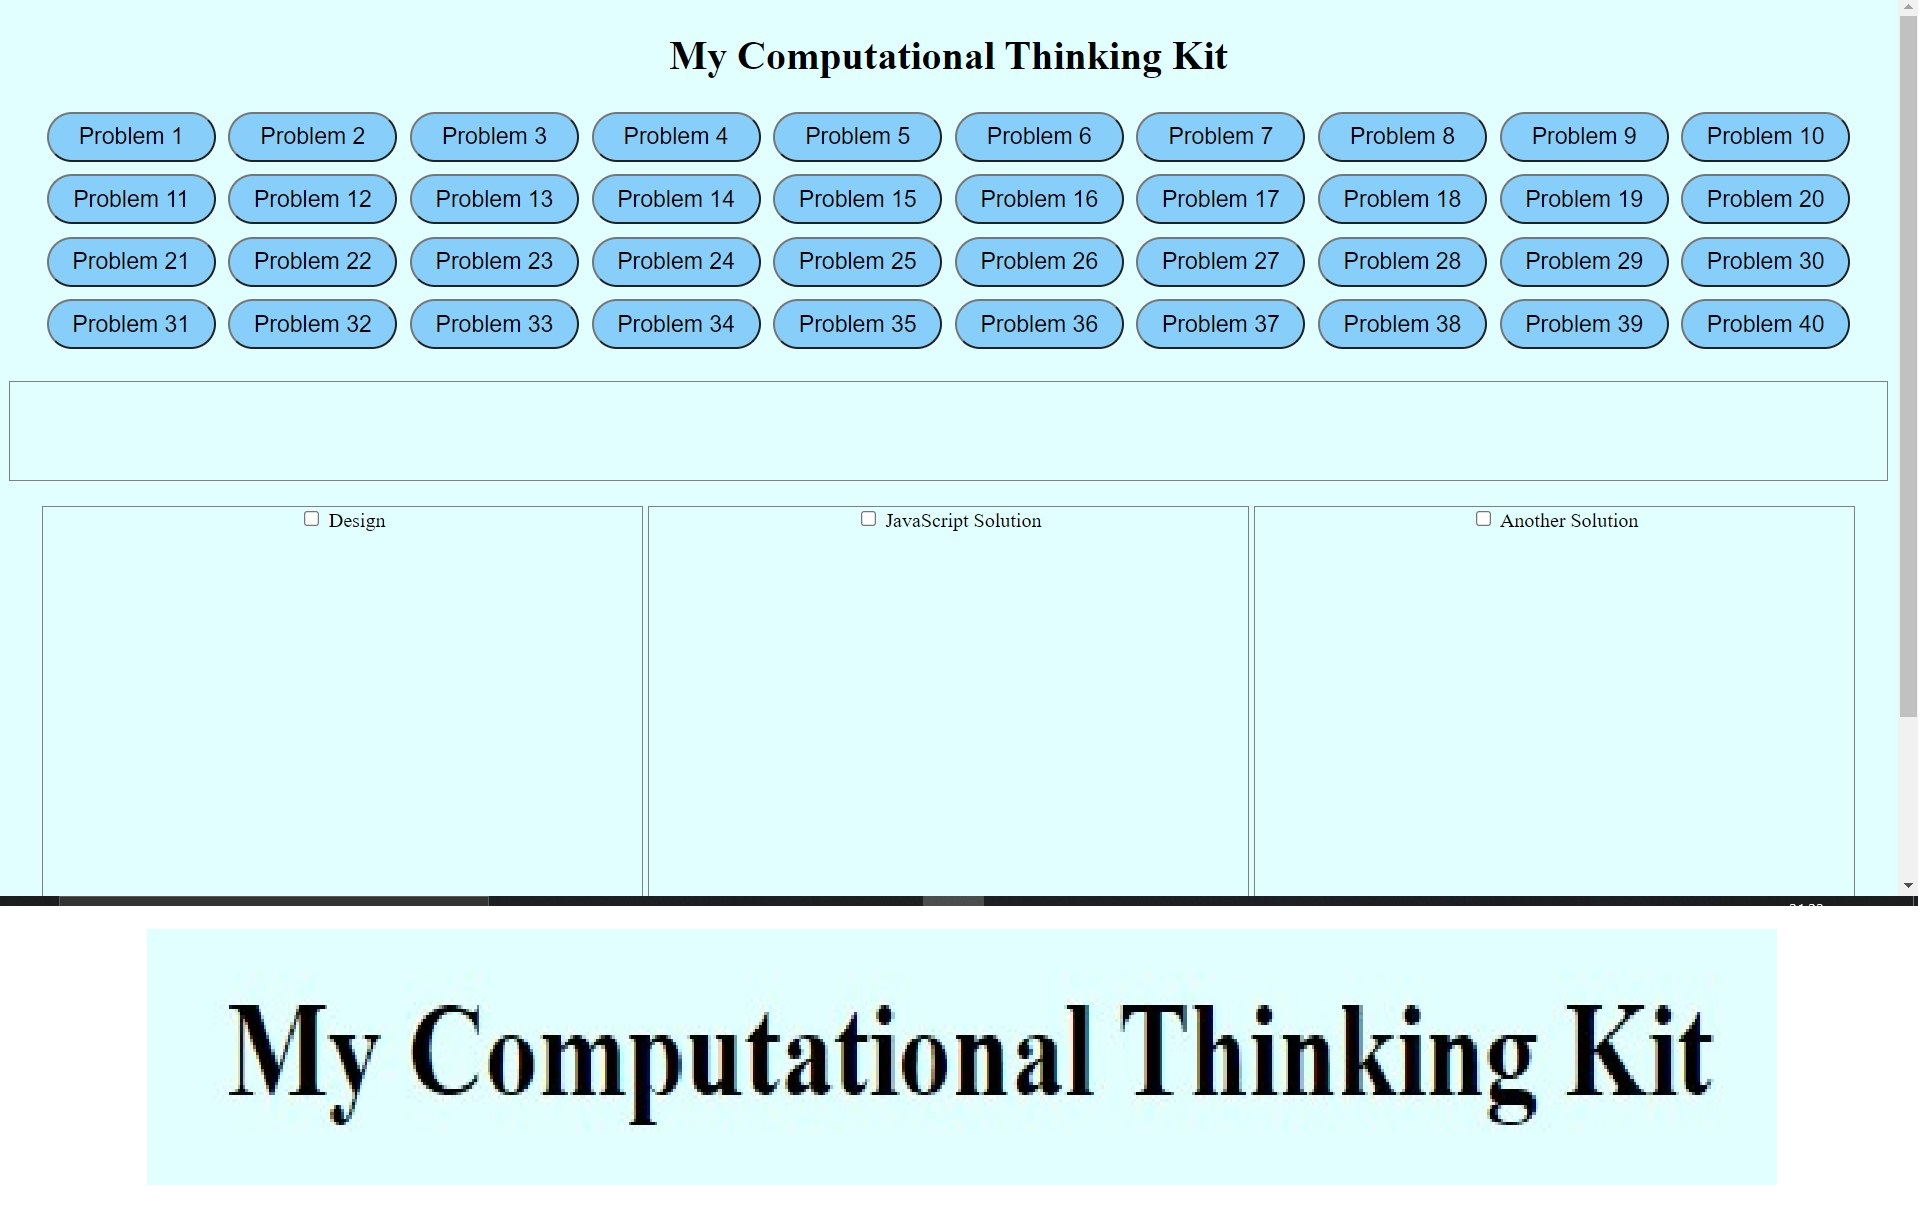 My Computational Thinking Kit
Problem 1 Problem 2 Problem 3 Problem 4 Problem 5 Problem 6 Problem 7 Problem 8 Problem 9 Problem 10
Problem 11 Problem 12 Problem 13 Problem 14 Problem 15 Problem 16 Problem 17 Problem 18 Problem 19 Problem 20
Problem 21 Problem 22 Problem 23 Problem 24 Problem 25 Problem 26 Problem 27 Problem 28 Problem 29 Problem 30
Problem 31 Problem 32 Problem 33 Problem 34 Problem 35 Problem 36 Problem 37 Problem 38 Problem 39 Problem 40
Design JavaScript Solution Another Solution
My Computational Thinking Kit